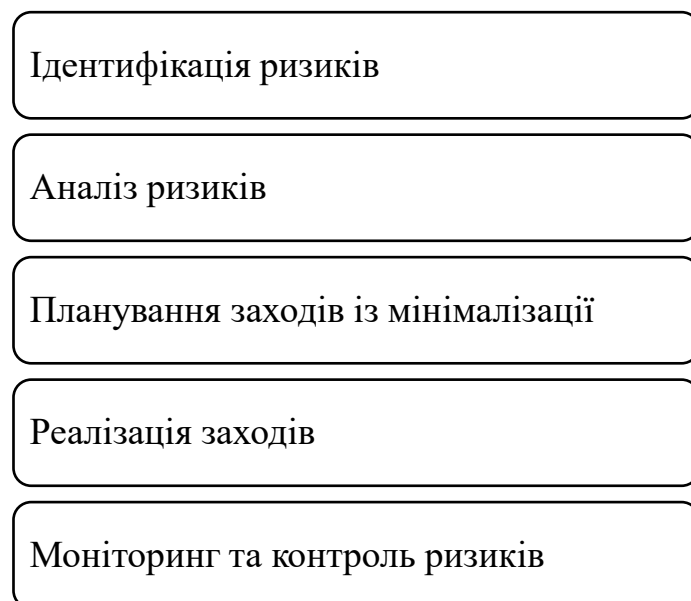 Ідентифікація ризиків
Аналіз ризиків
Планування заходів із мінімалізації
Реалізація заходів
Моніторинг та контроль ризиків